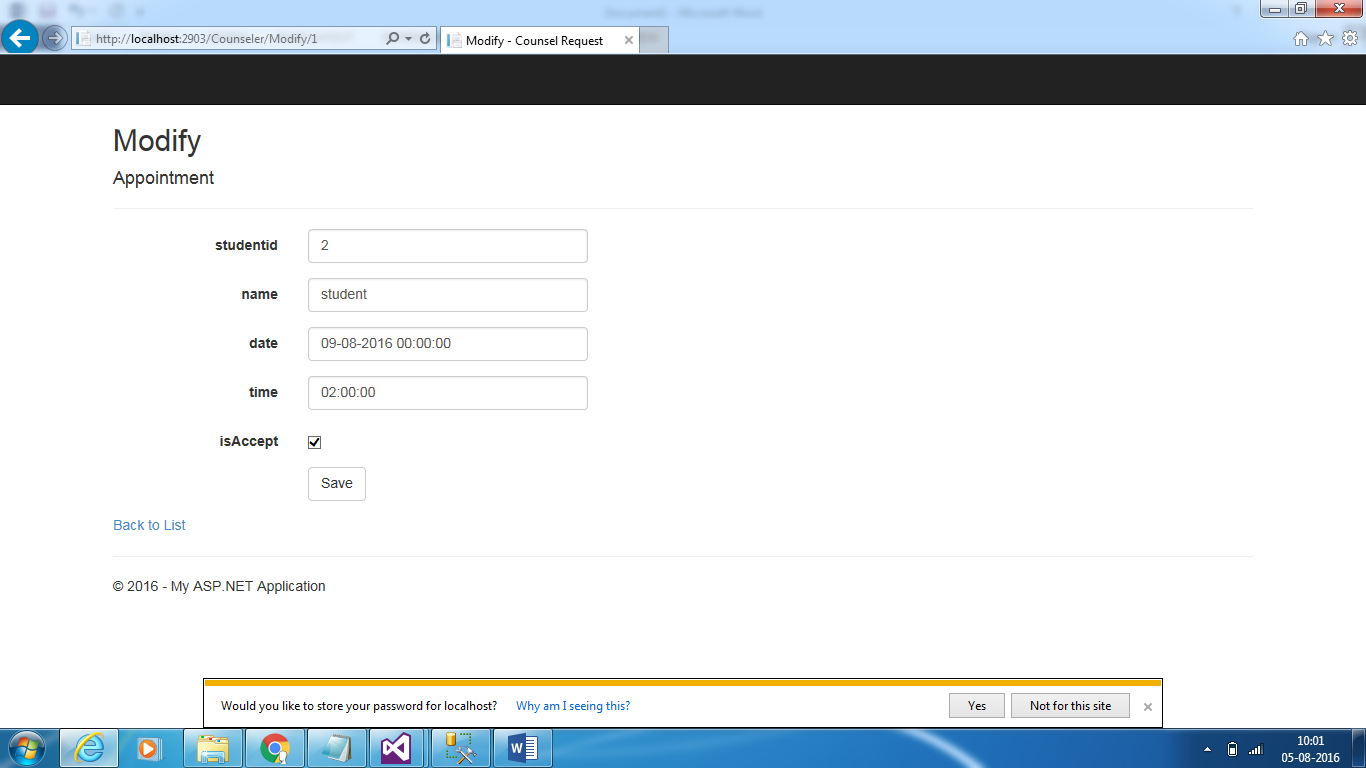 Document1 - Microsoft Word
http://localhost:2903/Counseler/Modify/1
Modify - Counsel Request
Modify
Appointment
studentid 2
name student
date 09-08-2016 00:00:00
time 02:00:00
isAccept
Save
Back to List
© 2016 - My ASP.NET Application
Would you like to store your password for localhost? Why am I seeing this? Yes Not for this site
10:01
05-08-2016